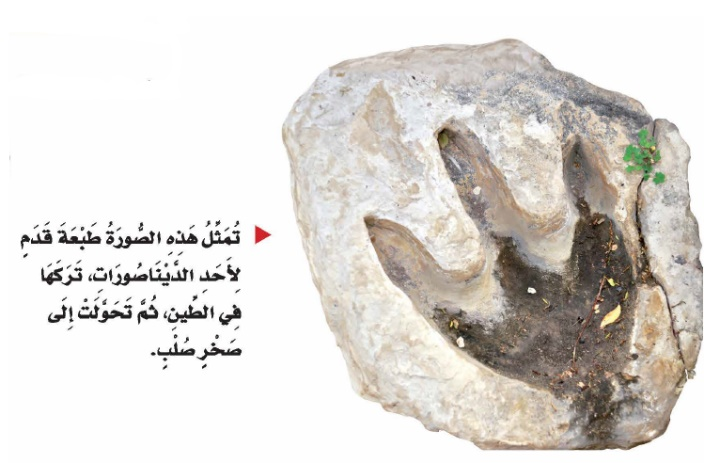 تُمَثِّلُ هَذِهِ الصُّورَةُ طَبْعَةَ قَدَمٍ
لِأَحَدِ الدَّيْنَاصُورَاتِ، تَرَكَهَا
فِي الطِّينِ، ثُمَّ تَحَوَّلَتْ إِلَى
صَخْرٍ صُلْبٍ.